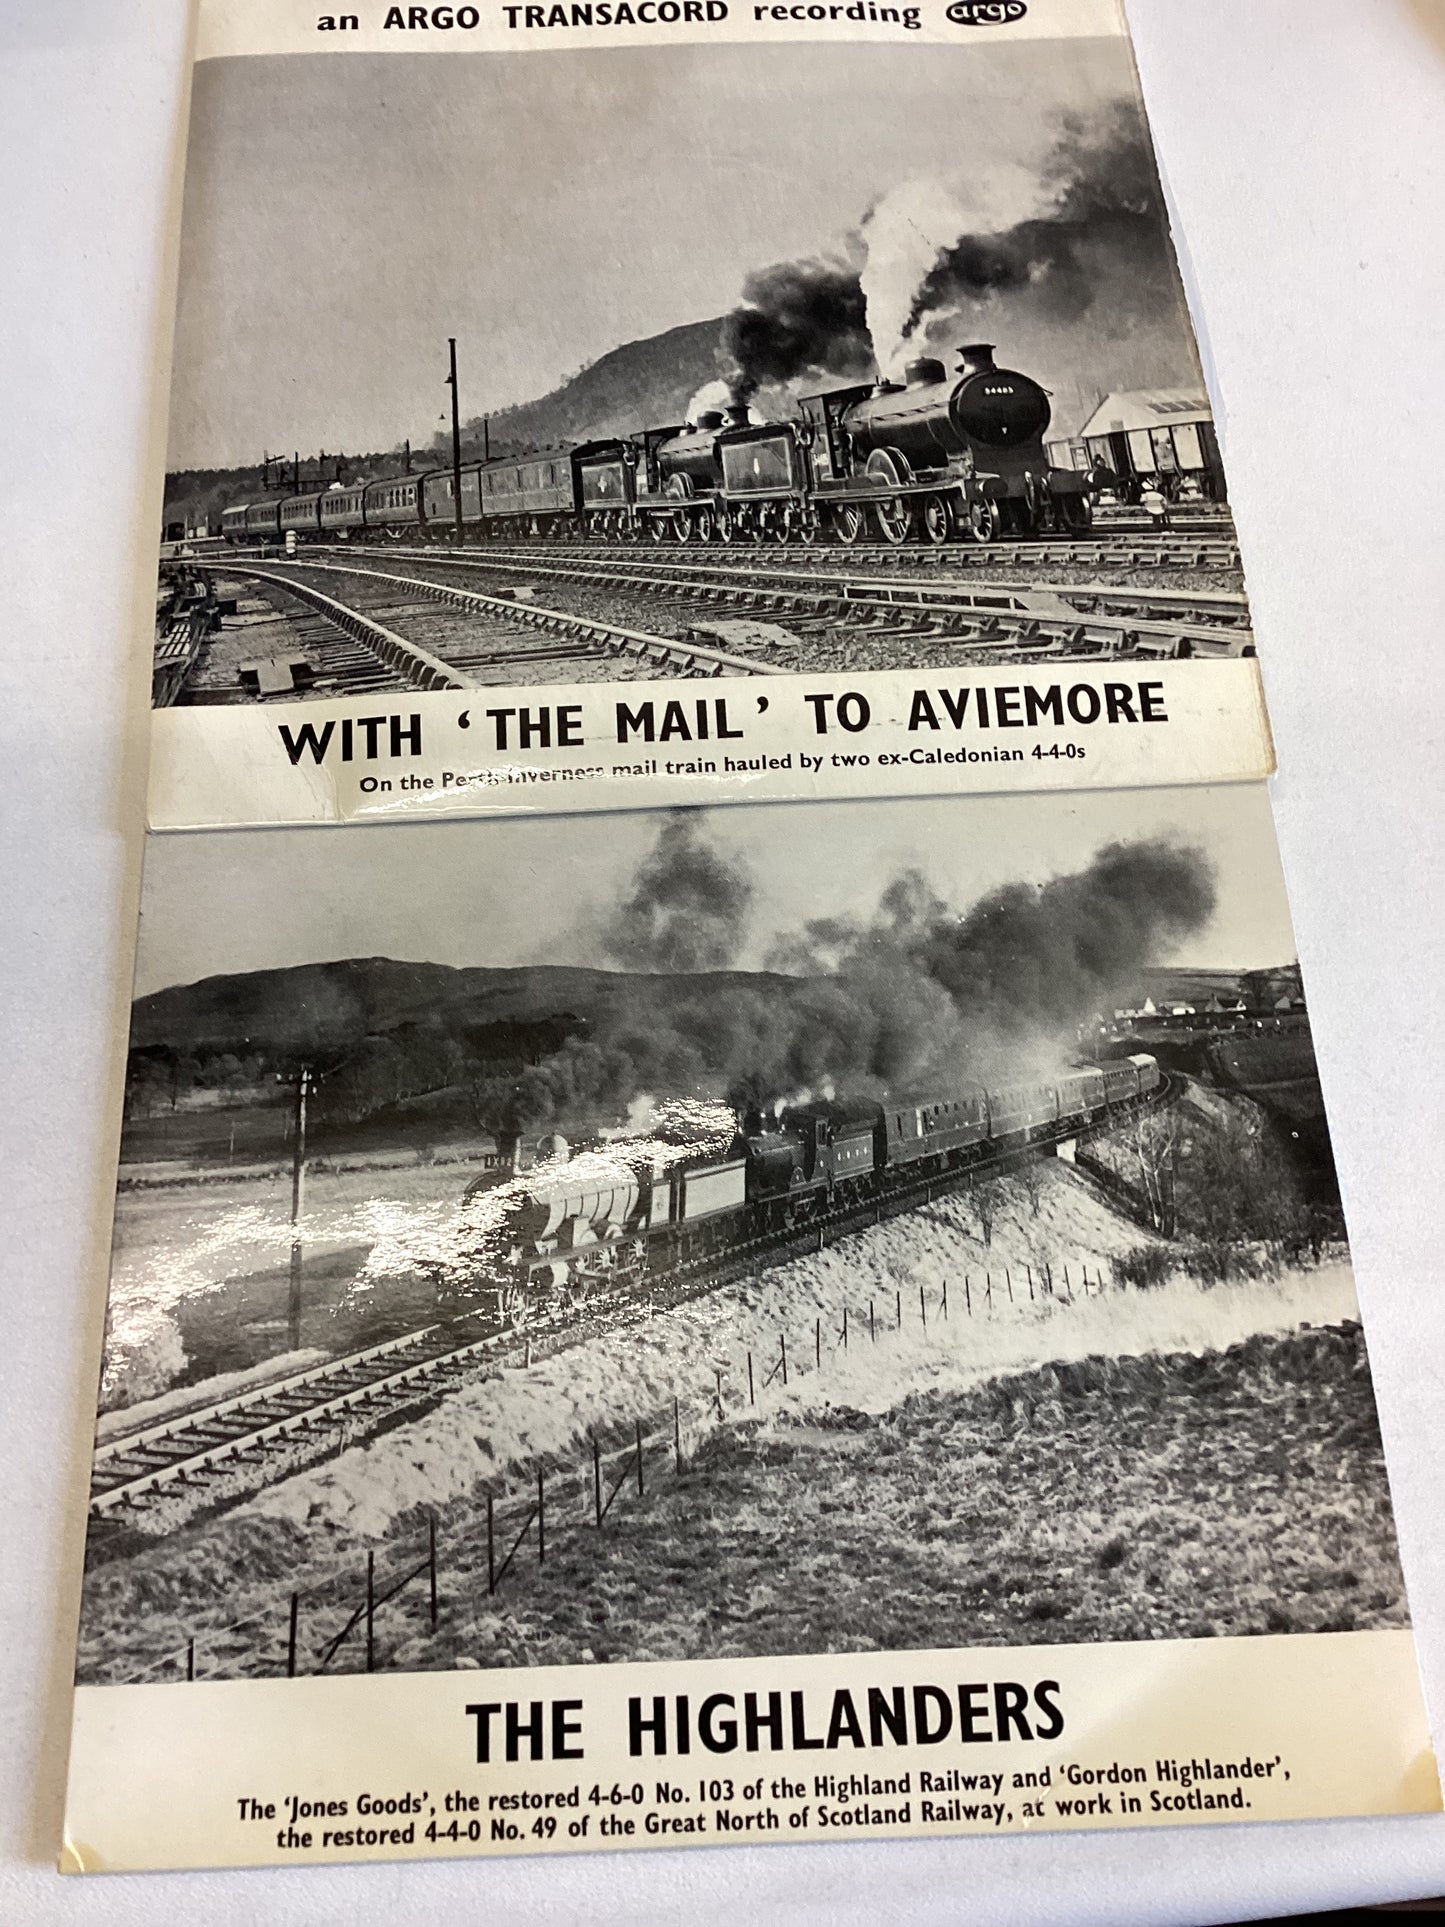 an ARGO TRANSACORD recording argo
54485
WITH ‘THE MAIL’ TO AVIEMORE
On the Perth-Inverness mail train hauled by two ex-Caledonian 4-4-0s
THE HIGHLANDERS
The ‘Jones Goods’, the restored 4-6-0 No. 103 of the Highland Railway and ‘Gordon Highlander’,
the restored 4-4-0 No. 49 of the Great North of Scotland Railway, at work in Scotland.